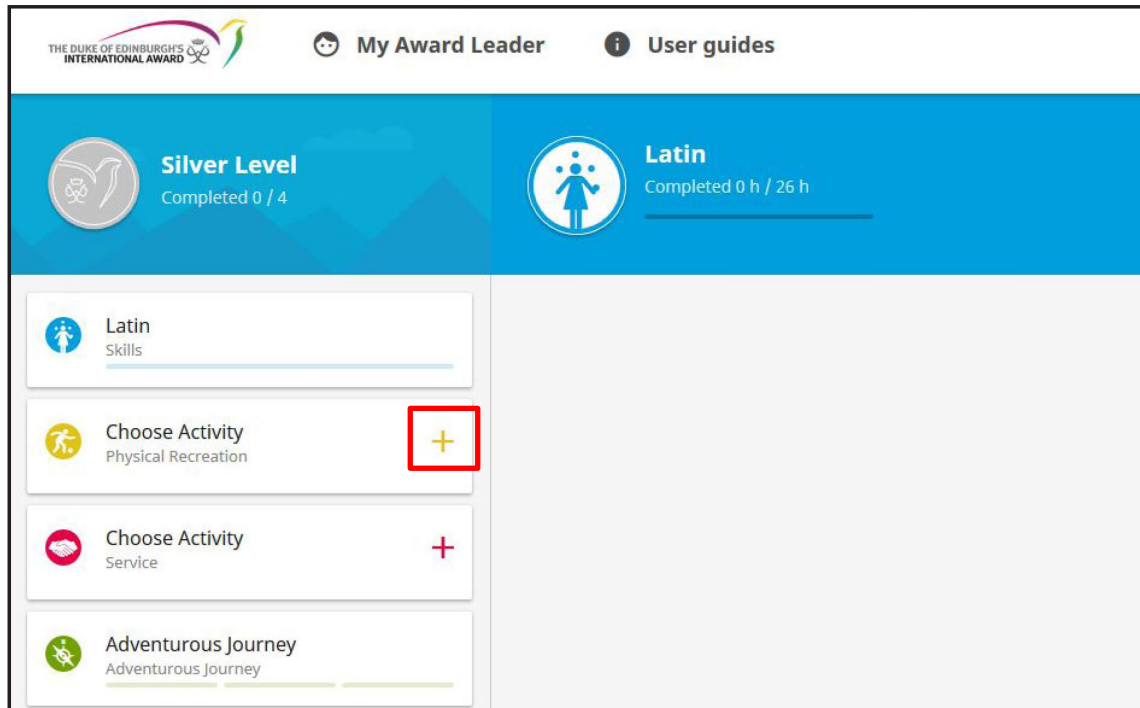 THE DUKE OF EDINBURGH'S
INTERNATIONAL AWARD
My Award Leader
User guides
Silver Level
Completed 0 / 4
Latin
Completed 0 h / 26 h
Latin
Skills
Choose Activity
Physical Recreation
Choose Activity
Service
Adventurous Journey
Adventurous Journey